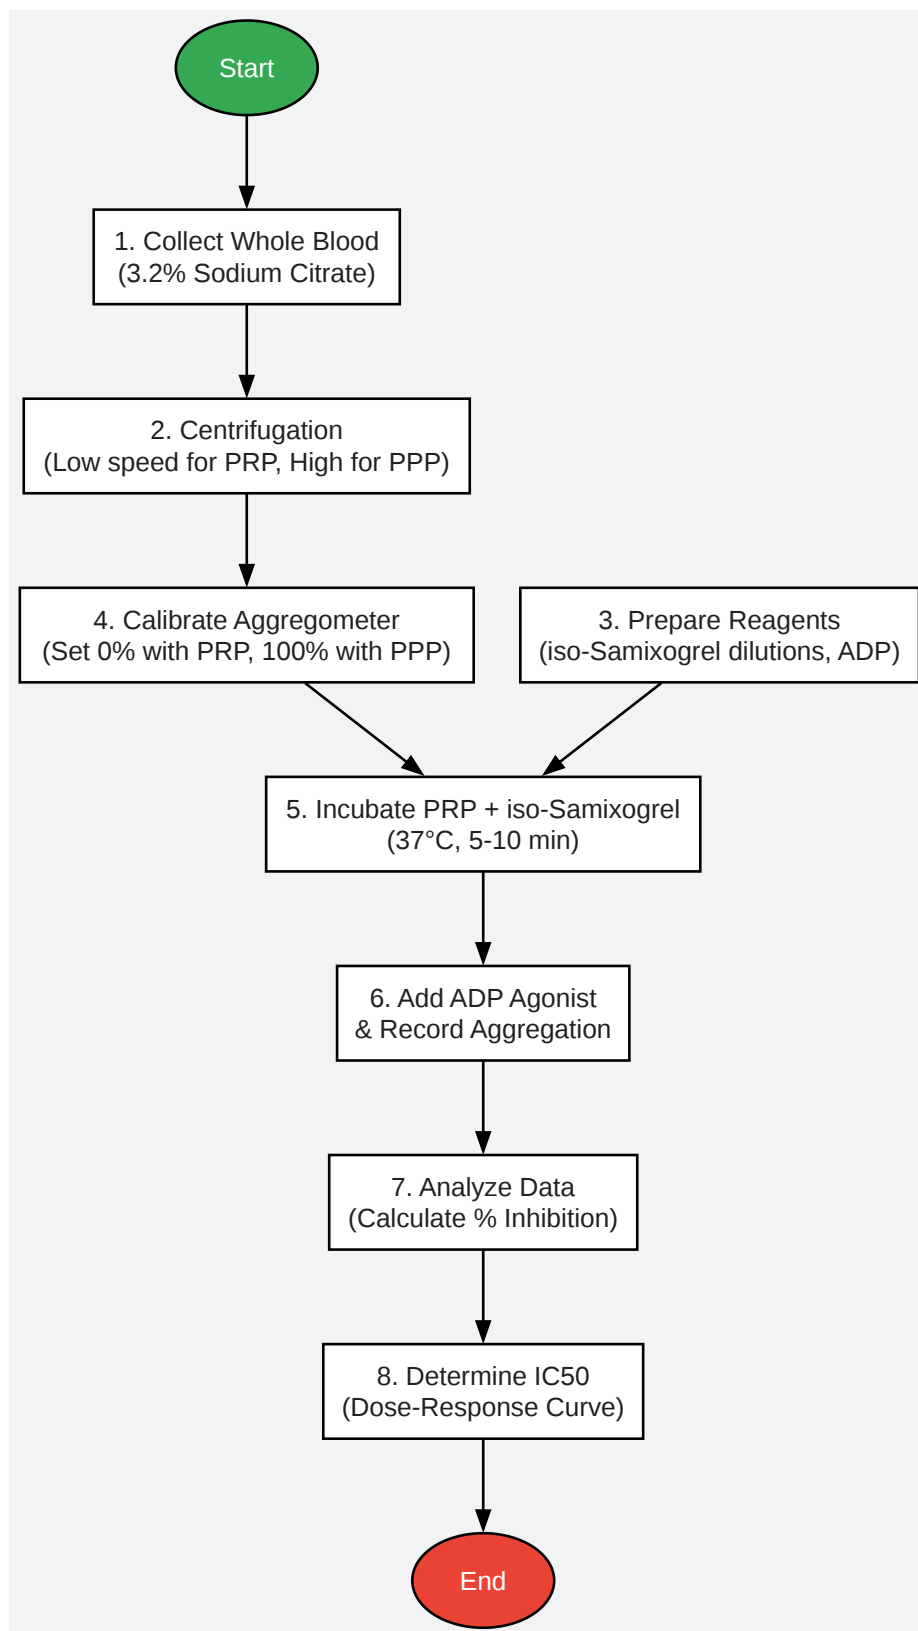 Start
1. Collect Whole Blood
(3.2% Sodium Citrate)
2. Centrifugation
(Low speed for PRP, High for PPP)
4. Calibrate Aggregometer
(Set 0% with PRP, 100% with PPP)
3. Prepare Reagents
(iso-Samixogrel dilutions, ADP)
5. Incubate PRP + iso-Samixogrel
(37°C, 5-10 min)
6. Add ADP Agonist
& Record Aggregation
7. Analyze Data
(Calculate % Inhibition)
8. Determine IC50
(Dose-Response Curve)
End